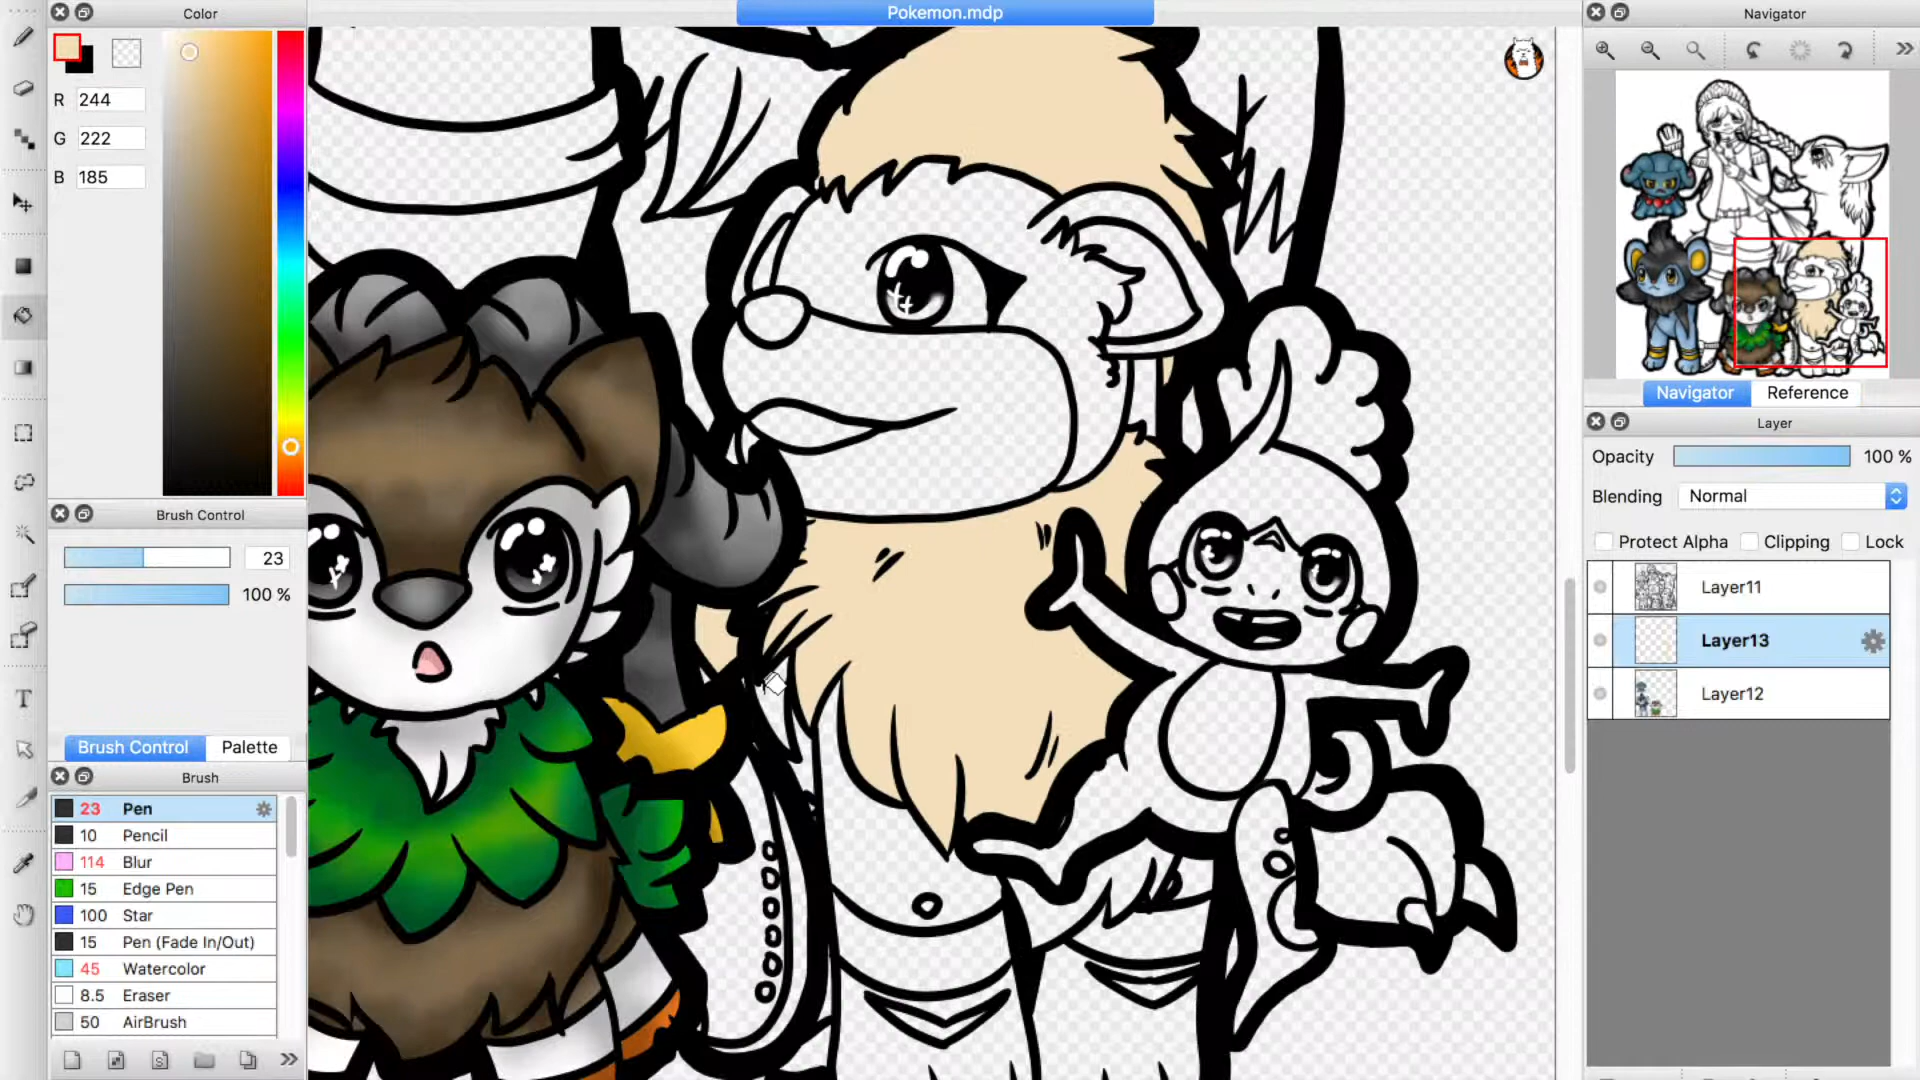 Color
Pokemon.mdp
Navigator
R 244
G 222
B 185
Navigator Reference
Layer
Opacity 100 %
Blending Normal
Brush Control
Protect Alpha Clipping Lock
23
100 %
Layer11
Layer13
Layer12
Brush Control Palette
Brush
23 Pen
10 Pencil
114 Blur
15 Edge Pen
100 Star
15 Pen (Fade In/Out)
45 Watercolor
8.5 Eraser
50 AirBrush